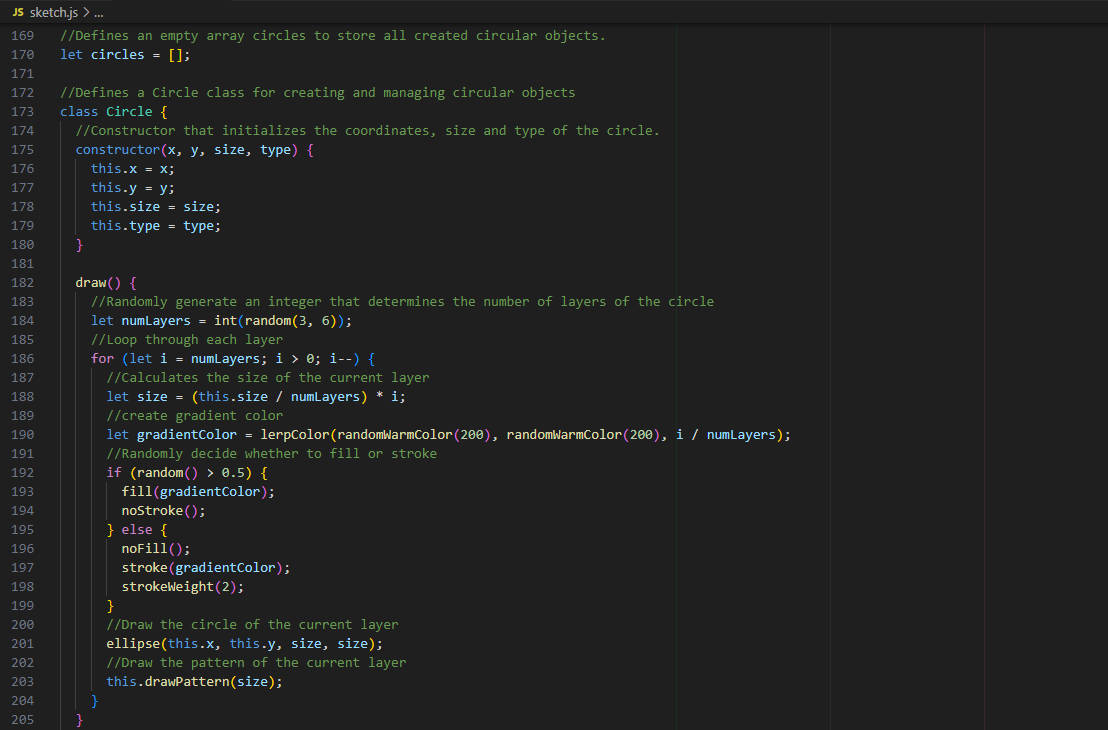 JS sketch.js > ...
169 //Defines an empty array circles to store all created circular objects.
170 let circles = [];
171
172 //Defines a Circle class for creating and managing circular objects
173 class Circle {
174   //Constructor that initializes the coordinates, size and type of the circle.
175   constructor(x, y, size, type) {
176     this.x = x;
177     this.y = y;
178     this.size = size;
179     this.type = type;
180   }
181
182   draw() {
183     //Randomly generate an integer that determines the number of layers of the circle
184     let numLayers = int(random(3, 6));
185     //Loop through each layer
186     for (let i = numLayers; i > 0; i--) {
187       //Calculates the size of the current layer
188       let size = (this.size / numLayers) * i;
189       //create gradient color
190       let gradientColor = lerpColor(randomWarmColor(200), randomWarmColor(200), i / numLayers);
191       //Randomly decide whether to fill or stroke
192       if (random() > 0.5) {
193         fill(gradientColor);
194         noStroke();
195       } else {
196         noFill();
197         stroke(gradientColor);
198         strokeWeight(2);
199       }
200       //Draw the circle of the current layer
201       ellipse(this.x, this.y, size, size);
202       //Draw the pattern of the current layer
203       this.drawPattern(size);
204     }
205   }